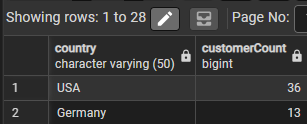 Showing rows: 1 to 28 Page No:
country customerCount
character varying (50) bigint
1 USA 36
2 Germany 13